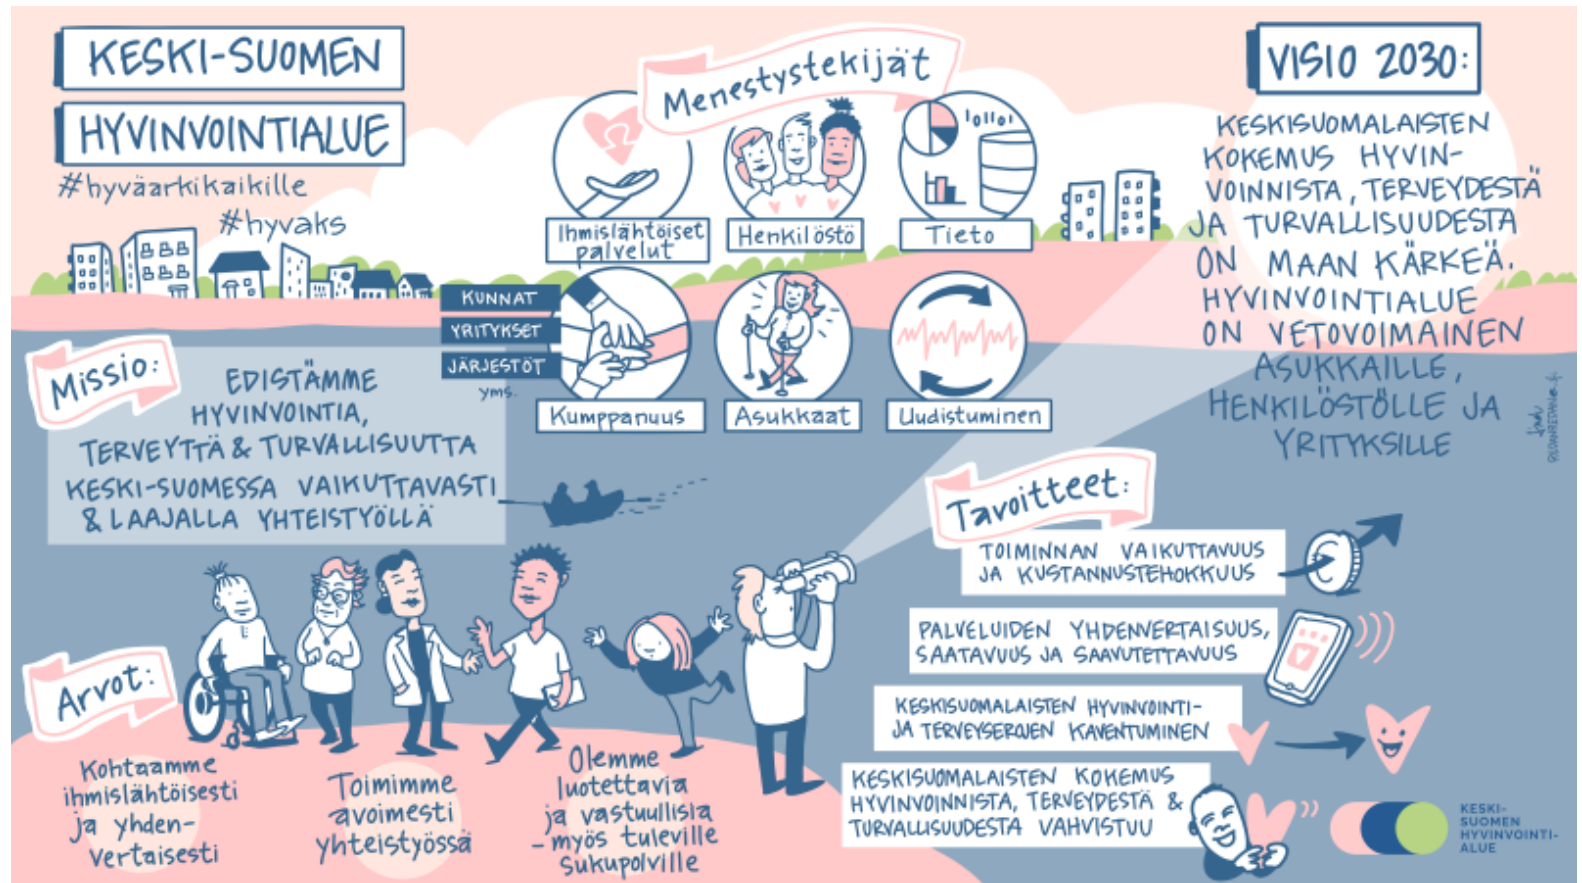 KESKI-SUOMEN
HYVINVOINTIALUE
#hyväarkikaikille
#hyvaks
Menestystekijät
Ihmislähtöiset
palvelut
Henkilöstö
Tieto
KUNNAT
YRITYKSET
JÄRJESTÖT
yms.
Kumppanuus
Asukkaat
Uudistuminen
VISIO 2030:
KESKISUOMALAISTEN
KOKEMUS HYVIN-
VOINNISTA, TERVEYDESTÄ
JA TURVALLISUUDESTA
ON MAAN KÄRKEÄ.
HYVINVOINTIALUE
ON VETOVOIMAINEN
ASUKKAILLE,
HENKILÖSTÖLLE JA
YRITYKSILLE
Missio:
EDISTÄMME
HYVINVOINTIA,
TERVEYTTÄ & TURVALLISUUTTA
KESKI-SUOMESSA VAIKUTTAVASTI
& LAAJALLA YHTEISTYÖLLÄ
Arvot:
Kohtaamme
ihmislähtöisesti
ja yhden-
vertaisesti
Toimimme
avoimesti
yhteistyössä
Olemme
luotettavia
ja vastuullisia
- myös tuleville
sukupolville
Tavoitteet:
TOIMINNAN VAIKUTTAVUUS
JA KUSTANNUSTEHOKKUUS
PALVELUIDEN YHDENVERTAISUUS,
SAATAVUUS JA SAAVUTETTAVUUS
KESKISUOMALAISTEN HYVINVOINTI-
JA TERVEYSEROJEN KAVENTUMINEN
KESKISUOMALAISTEN KOKEMUS
HYVINVOINNISTA, TERVEYDESTÄ &
TURVALLISUUDESTA VAHVISTUU
KESKI-
SUOMEN
HYVINVOINTI-
ALUE